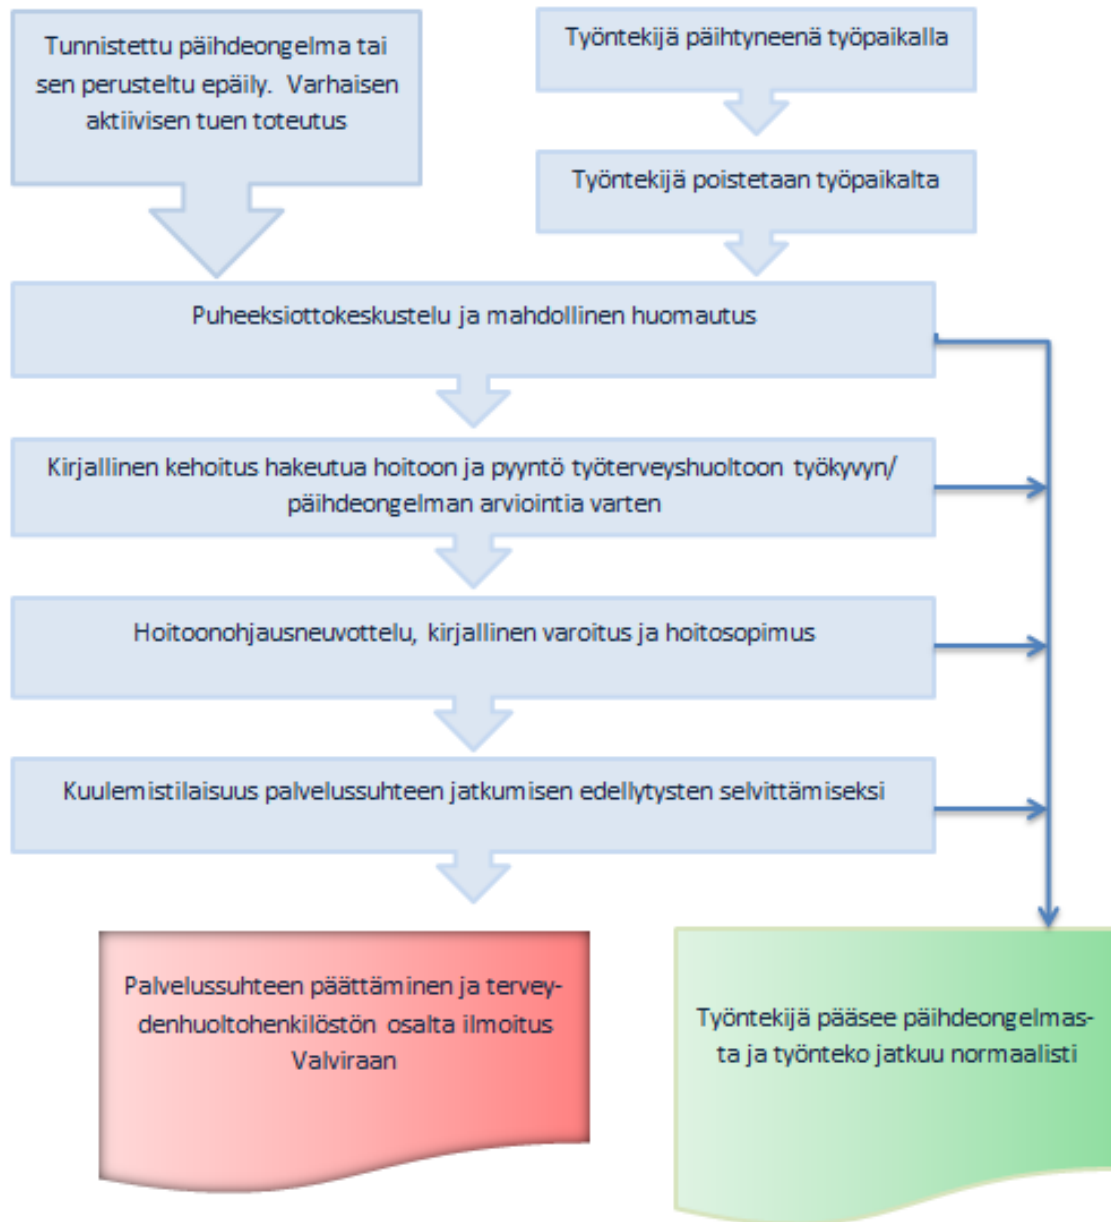 Tunnistettu päihdeongelma tai
sen perusteltu epäily. Varhaisen
aktiivisen tuen toteutus
Työntekijä päihtyneenä työpaikalla
Työntekijä poistetaan työpaikalta
Puheeksiottokeskustelu ja mahdollinen huomautus
Kirjallinen kehoitus hakeutua hoitoon ja pyyntö työterveyshuoltoon työkyvyn/
päihdeongelman arviointia varten
Hoitoonohjausneuvottelu, kirjallinen varoitus ja hoitosopimus
Kuulemistilaisuus palvelussuhteen jatkumisen edellytysten selvittämiseksi
Palvelussuhteen päättäminen ja tervey-
denhuoltohenkilöstön osalta ilmoitus
Valviraan
Työntekijä pääsee päihdeongelmas-
ta ja työnteko jatkuu normaalisti